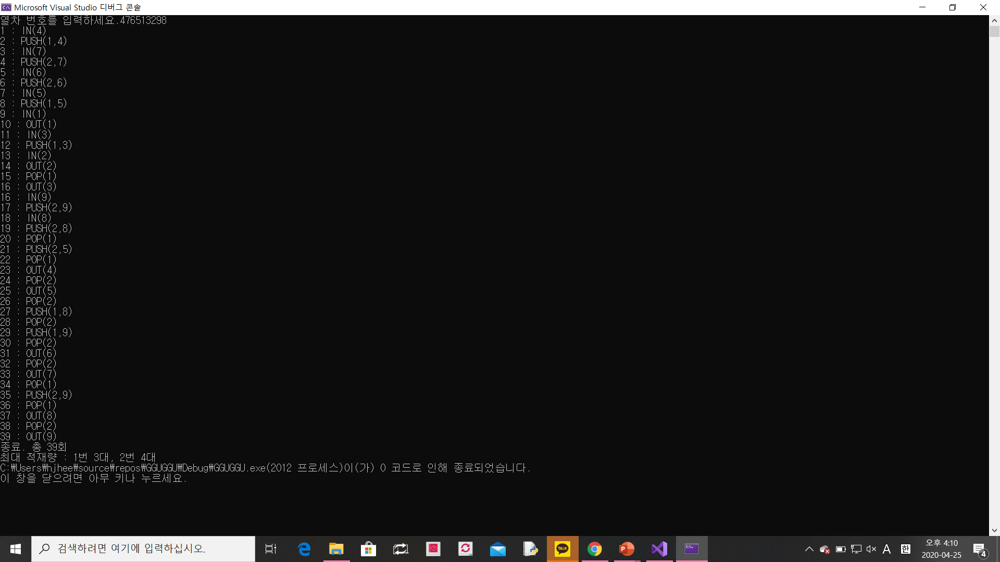 Microsoft Visual Studio 디버그 콘솔
열차 번호를 입력하세요.476513298
1 : IN(4)
2 : PUSH(1,4)
3 : IN(7)
4 : PUSH(2,7)
5 : IN(6)
6 : PUSH(2,6)
7 : IN(5)
8 : PUSH(1,5)
9 : IN(1)
10 : OUT(1)
11 : IN(3)
12 : PUSH(1,3)
13 : IN(2)
14 : OUT(2)
15 : POP(1)
16 : OUT(3)
16 : IN(9)
17 : PUSH(2,9)
18 : IN(8)
19 : PUSH(2,8)
20 : POP(1)
21 : PUSH(2,5)
22 : POP(1)
23 : OUT(4)
24 : POP(2)
25 : OUT(5)
26 : POP(2)
27 : PUSH(1,8)
28 : POP(2)
29 : PUSH(1,9)
30 : POP(2)
31 : OUT(6)
32 : POP(2)
33 : OUT(7)
34 : POP(1)
35 : PUSH(2,9)
36 : POP(1)
37 : OUT(8)
38 : POP(2)
39 : OUT(9)
종료. 총 39회
최대 적재량 : 1번 3대, 2번 4대
C:₩Users₩hjhee₩source₩repos₩GGUGGU₩Debug₩GGUGGU.exe(2012 프로세스)이(가) 0 코드로 인해 종료되었습니다.
이 창을 닫으려면 아무 키나 누르세요.
검색하려면 여기에 입력하십시오.
TALK
A
한
오후 4:10
2020-04-25
4